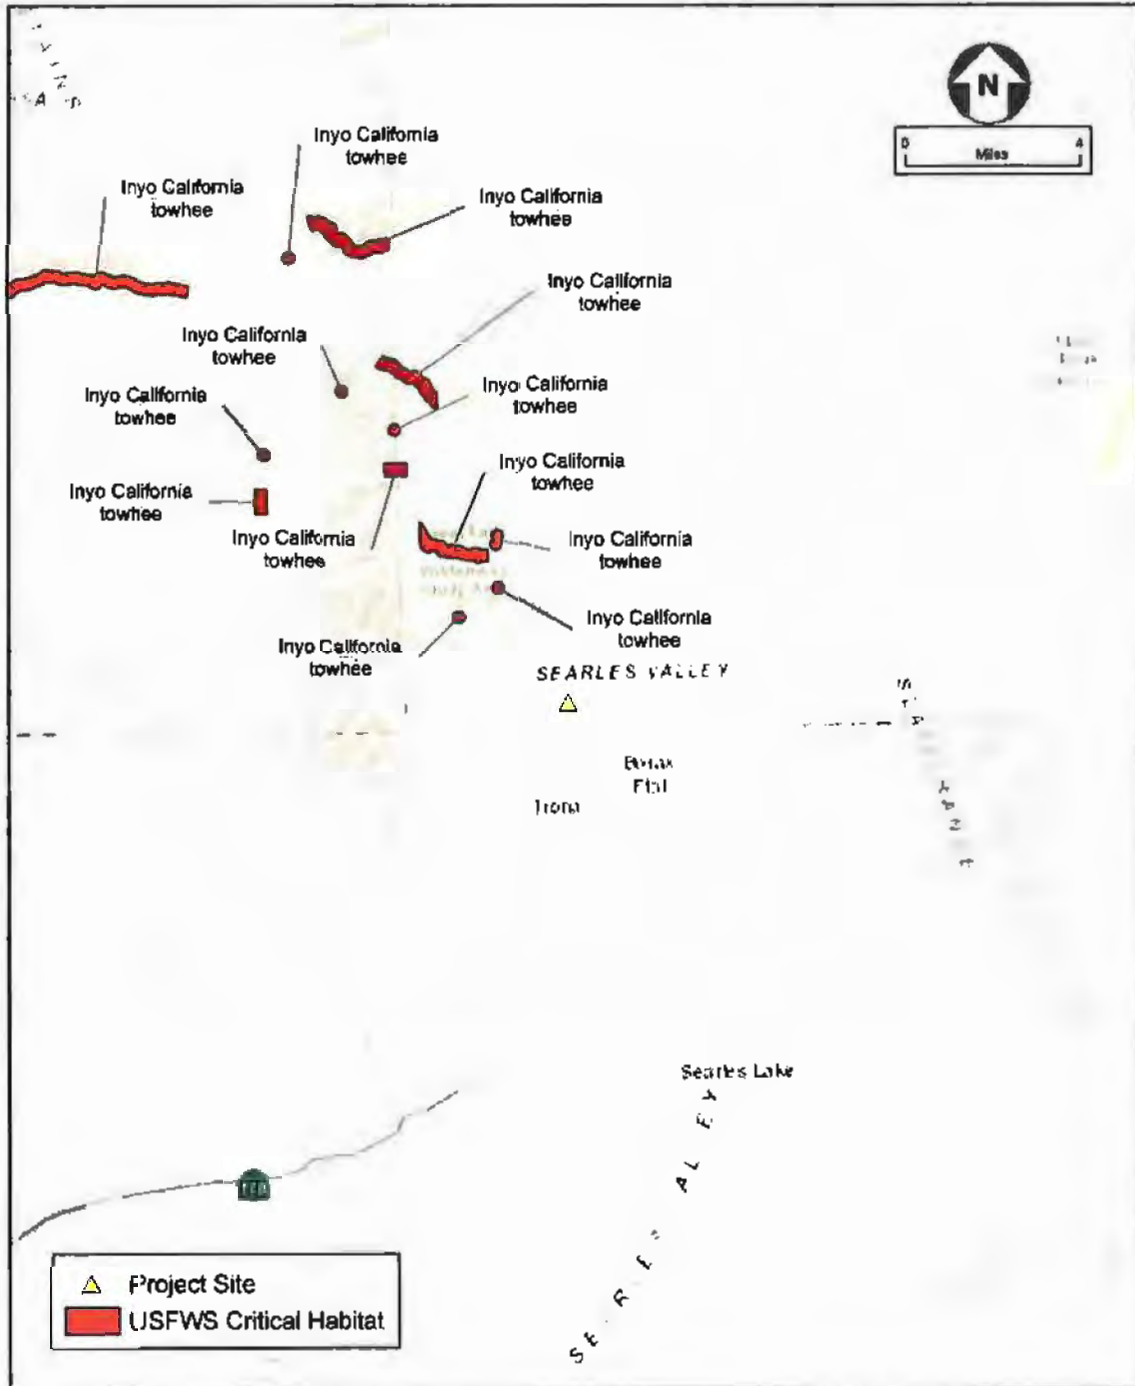 N
0 4
Miles
Inyo California
towhee
Inyo California
towhee
Inyo California
towhee
Inyo California
towhee
Inyo California
towhee
Inyo California
towhee
Inyo California
towhee
Inyo California
towhee
Inyo California
towhee
Inyo California
towhee
Inyo California
towhee
Inyo California
towhee
Inyo California
towhee
SEARLES VALLEY
Borax
Flat
Trona
Searles Lake
Project Site
USFWS Critical Habitat